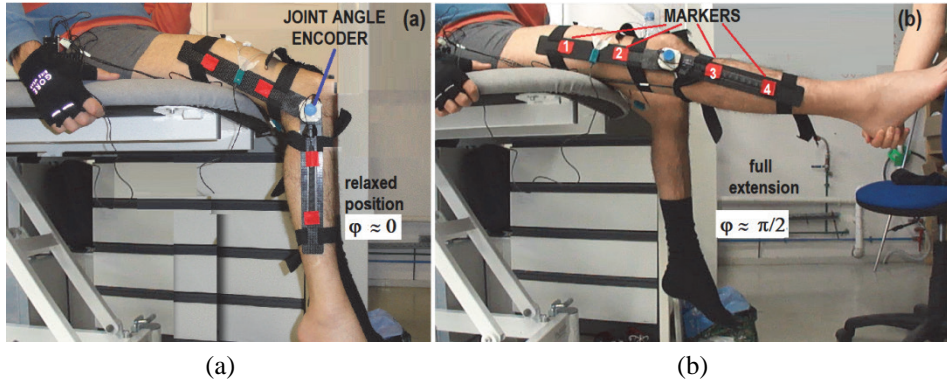 JOINT ANGLE
ENCODER
(a)
relaxed
position
φ ≈ 0
MARKERS
(b)
1
2
3
4
full
extension
φ ≈ π/2
(a)
(b)